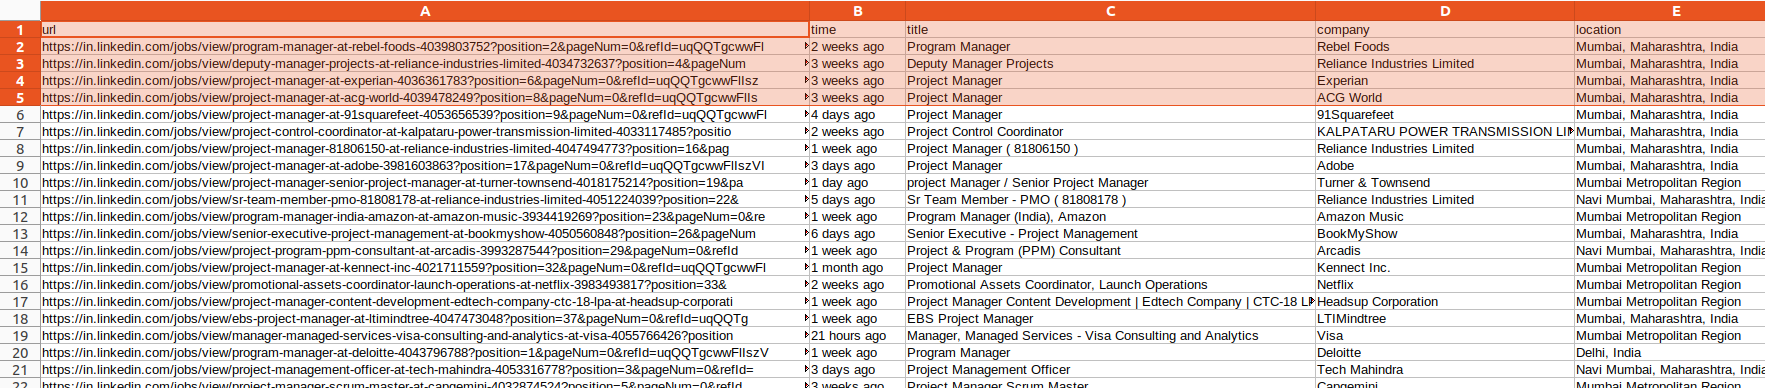 A B C D E
1 url time title company location
2 https://in.linkedin.com/jobs/view/program-manager-at-rebel-foods-4039803752?position=2&pageNum=0&refId=uqQQTgcwwFl 2 weeks ago Program Manager Rebel Foods Mumbai, Maharashtra, India
3 https://in.linkedin.com/jobs/view/deputy-manager-projects-at-reliance-industries-limited-4034732637?position=4&pageNum 3 weeks ago Deputy Manager Projects Reliance Industries Limited Mumbai, Maharashtra, India
4 https://in.linkedin.com/jobs/view/project-manager-at-experian-4036361783?position=6&pageNum=0&refId=uqQQTgcwwFlIsz 3 weeks ago Project Manager Experian Mumbai, Maharashtra, India
5 https://in.linkedin.com/jobs/view/project-manager-at-acg-world-4039478249?position=8&pageNum=0&refId=uqQQTgcwwFlIs 3 weeks ago Project Manager ACG World Mumbai, Maharashtra, India
6 https://in.linkedin.com/jobs/view/project-manager-at-91squarefeet-4053656539?position=9&pageNum=0&refId=uqQQTgcwwFl 4 days ago Project Manager 91Squarefeet Mumbai, Maharashtra, India
7 https://in.linkedin.com/jobs/view/project-control-coordinator-at-kalpataru-power-transmission-limited-4033117485?positio 2 weeks ago Project Control Coordinator KALPATARU POWER TRANSMISSION LI Mumbai, Maharashtra, India
8 https://in.linkedin.com/jobs/view/project-manager-81806150-at-reliance-industries-limited-4047494773?position=16&pag 1 week ago Project Manager ( 81806150 ) Reliance Industries Limited Mumbai, Maharashtra, India
9 https://in.linkedin.com/jobs/view/project-manager-at-adobe-3981603863?position=17&pageNum=0&refId=uqQQTgcwwFlIszVl 3 days ago Project Manager Adobe Mumbai, Maharashtra, India
10 https://in.linkedin.com/jobs/view/project-manager-senior-project-manager-at-turner-townsend-4018175214?position=19&pa 1 day ago project Manager / Senior Project Manager Turner & Townsend Mumbai Metropolitan Region
11 https://in.linkedin.com/jobs/view/sr-team-member-pmo-81808178-at-reliance-industries-limited-4051224039?position=22& 5 days ago Sr Team Member - PMO ( 81808178 ) Reliance Industries Limited Navi Mumbai, Maharashtra, India
12 https://in.linkedin.com/jobs/view/program-manager-india-amazon-at-amazon-music-3934419269?position=23&pageNum=0&re 1 week ago Program Manager (India), Amazon Amazon Music Mumbai Metropolitan Region
13 https://in.linkedin.com/jobs/view/senior-executive-project-management-at-bookmyshow-4050560848?position=26&pageNum 6 days ago Senior Executive - Project Management BookMyShow Mumbai Metropolitan Region
14 https://in.linkedin.com/jobs/view/project-program-ppm-consultant-at-arcadis-3993287544?position=29&pageNum=0&refId 1 week ago Project & Program (PPM) Consultant Arcadis Navi Mumbai, Maharashtra, India
15 https://in.linkedin.com/jobs/view/project-manager-at-kennect-inc-4021711559?position=32&pageNum=0&refId=uqQQTgcwwFl 1 month ago Project Manager Kennect Inc. Mumbai Metropolitan Region
16 https://in.linkedin.com/jobs/view/promotional-assets-coordinator-launch-operations-at-netflix-3983493817?position=33& 2 weeks ago Promotional Assets Coordinator, Launch Operations Netflix Mumbai Metropolitan Region
17 https://in.linkedin.com/jobs/view/project-manager-content-development-edtech-company-ctc-18-lpa-at-headsup-corporati 1 week ago Project Manager Content Development | Edtech Company | CTC-18 LP Headsup Corporation Mumbai Metropolitan Region
18 https://in.linkedin.com/jobs/view/ebs-project-manager-at-ltimindtree-4047473048?position=37&pageNum=0&refId=uqQQTg 1 week ago EBS Project Manager LTIMindtree Mumbai Metropolitan Region
19 https://in.linkedin.com/jobs/view/manager-managed-services-visa-consulting-and-analytics-at-visa-4055766426?position 21 hours ago Manager, Managed Services - Visa Consulting and Analytics Visa Mumbai Metropolitan Region
20 https://in.linkedin.com/jobs/view/program-manager-at-deloitte-4043796788?position=1&pageNum=0&refId=uqQQTgcwwFlIszV 1 week ago Program Manager Deloitte Delhi, India
21 https://in.linkedin.com/jobs/view/project-management-officer-at-tech-mahindra-4053316778?position=3&pageNum=0&refId= 3 days ago Project Management Officer Tech Mahindra Mumbai, Maharashtra, India
22 https://in.linkedin.com/jobs/view/project-manager-scrum-master-at-capgemini-4032874524?position=5&pageNum=0&refId 3 weeks ago Project Manager Scrum Master Capgemini Mumbai, Maharashtra, India